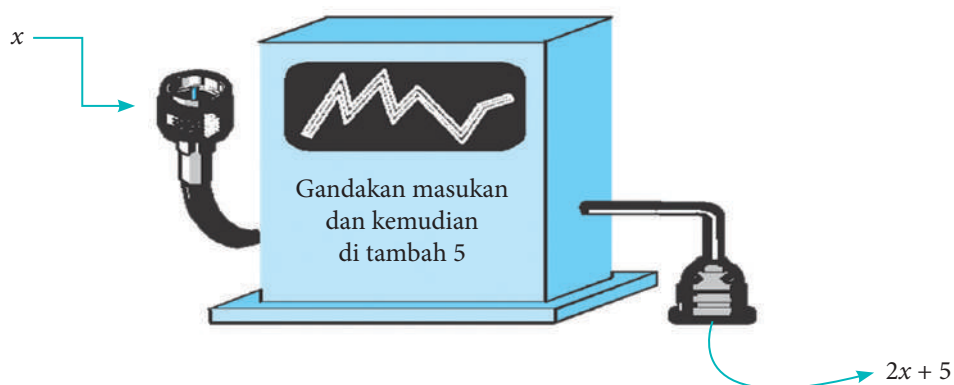 x
Gandakan masukan
dan kemudian
di tambah 5
2x + 5